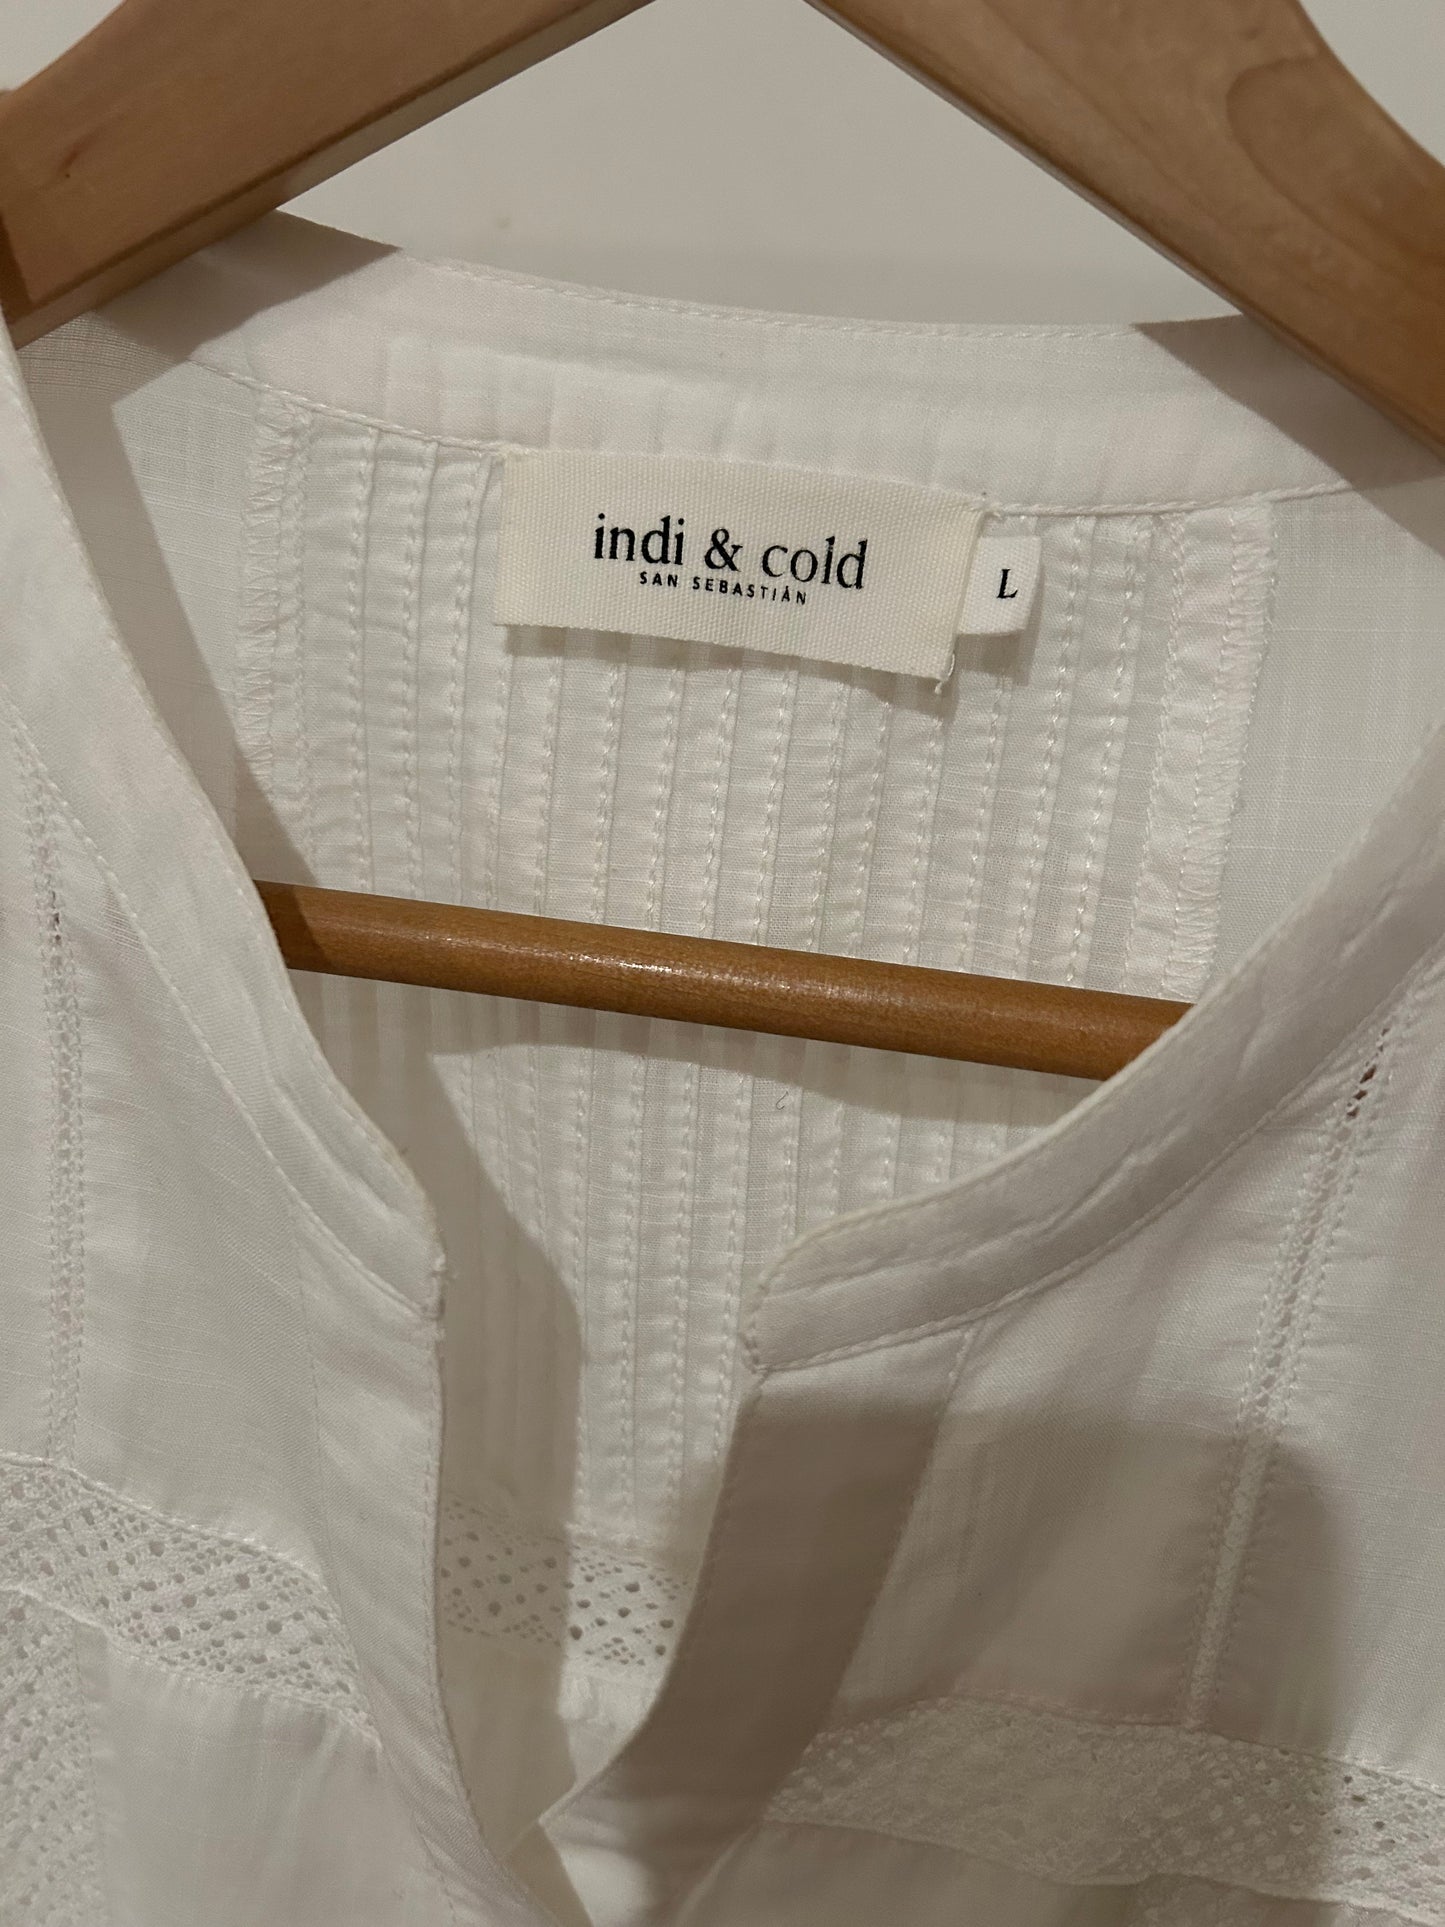 indi & cold
SAN SEBASTIÁN
L